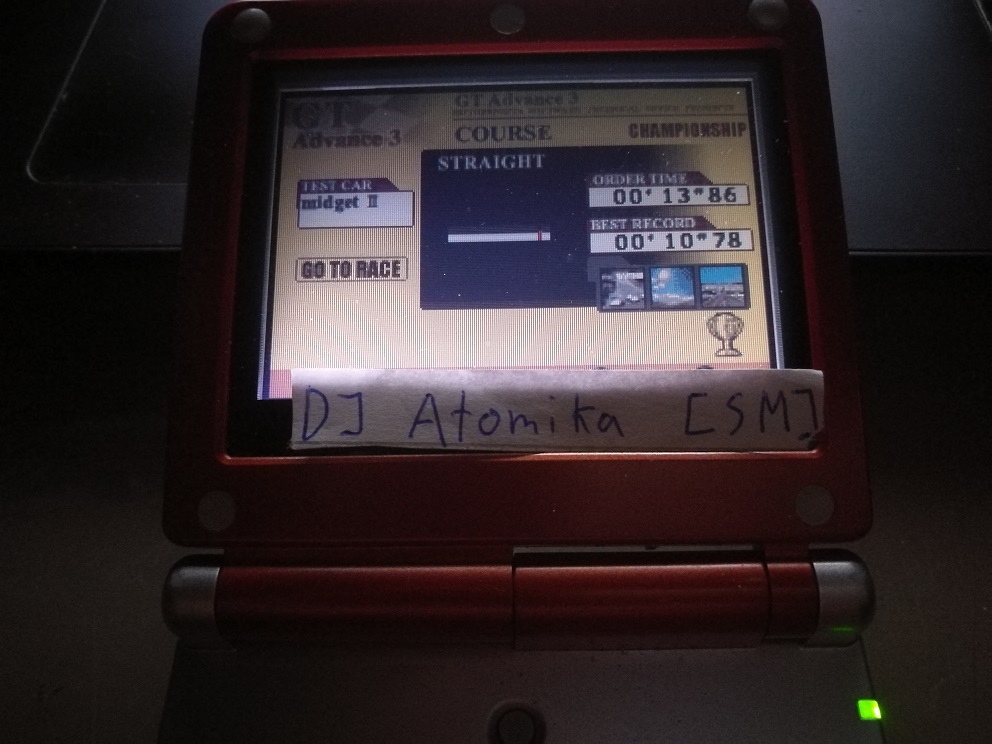 GT
Advance 3
GT Advance 3
COURSE
CHAMPIONSHIP
STRAIGHT
TEST CAR
midget II
GO TO RACE
ORDER TIME
00' 13" 86
BEST RECORD
00' 10" 78
DJ Atomika [SM]